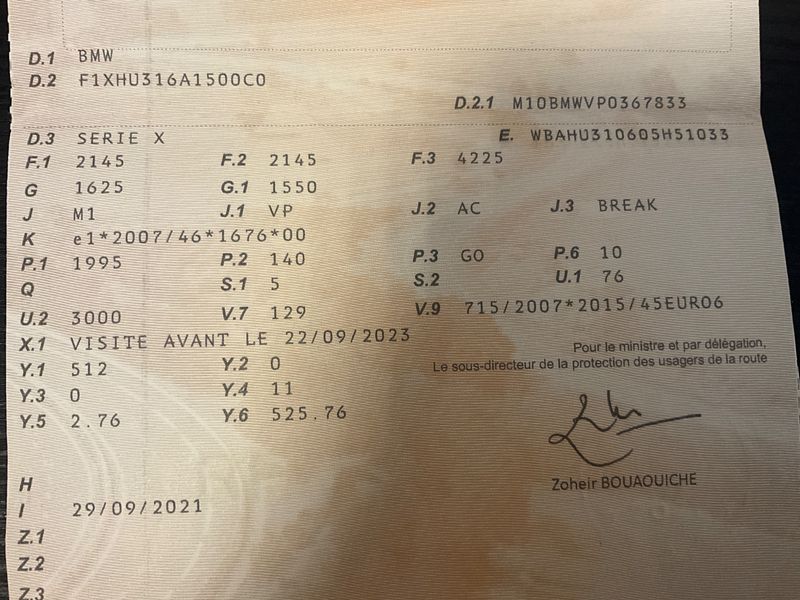 D.1 BMW
D.2 F1XHU316A1500C0
D.2.1 M10BMWVP0367833
D.3 SERIE X E. WBAHU310605H51033
F.1 2145 F.2 2145 F.3 4225
G 1625 G.1 1550
J M1 J.1 VP J.2 AC J.3 BREAK
K e1*2007/46*1676*00
P.1 1995 P.2 140 P.3 GO P.6 10
Q S.1 5 S.2 U.1 76
U.2 3000 V.7 129 V.9 715/2007*2015/45EURO6
X.1 VISITE AVANT LE 22/09/2023
Pour le ministre et par délégation,
Le sous-directeur de la protection des usagers de la route
Y.1 512 Y.2 0
Y.3 0 Y.4 11
Y.5 2.76 Y.6 525.76
Zoheir BOUAOUICHE
H
I 29/09/2021
Z.1
Z.2
Z.3